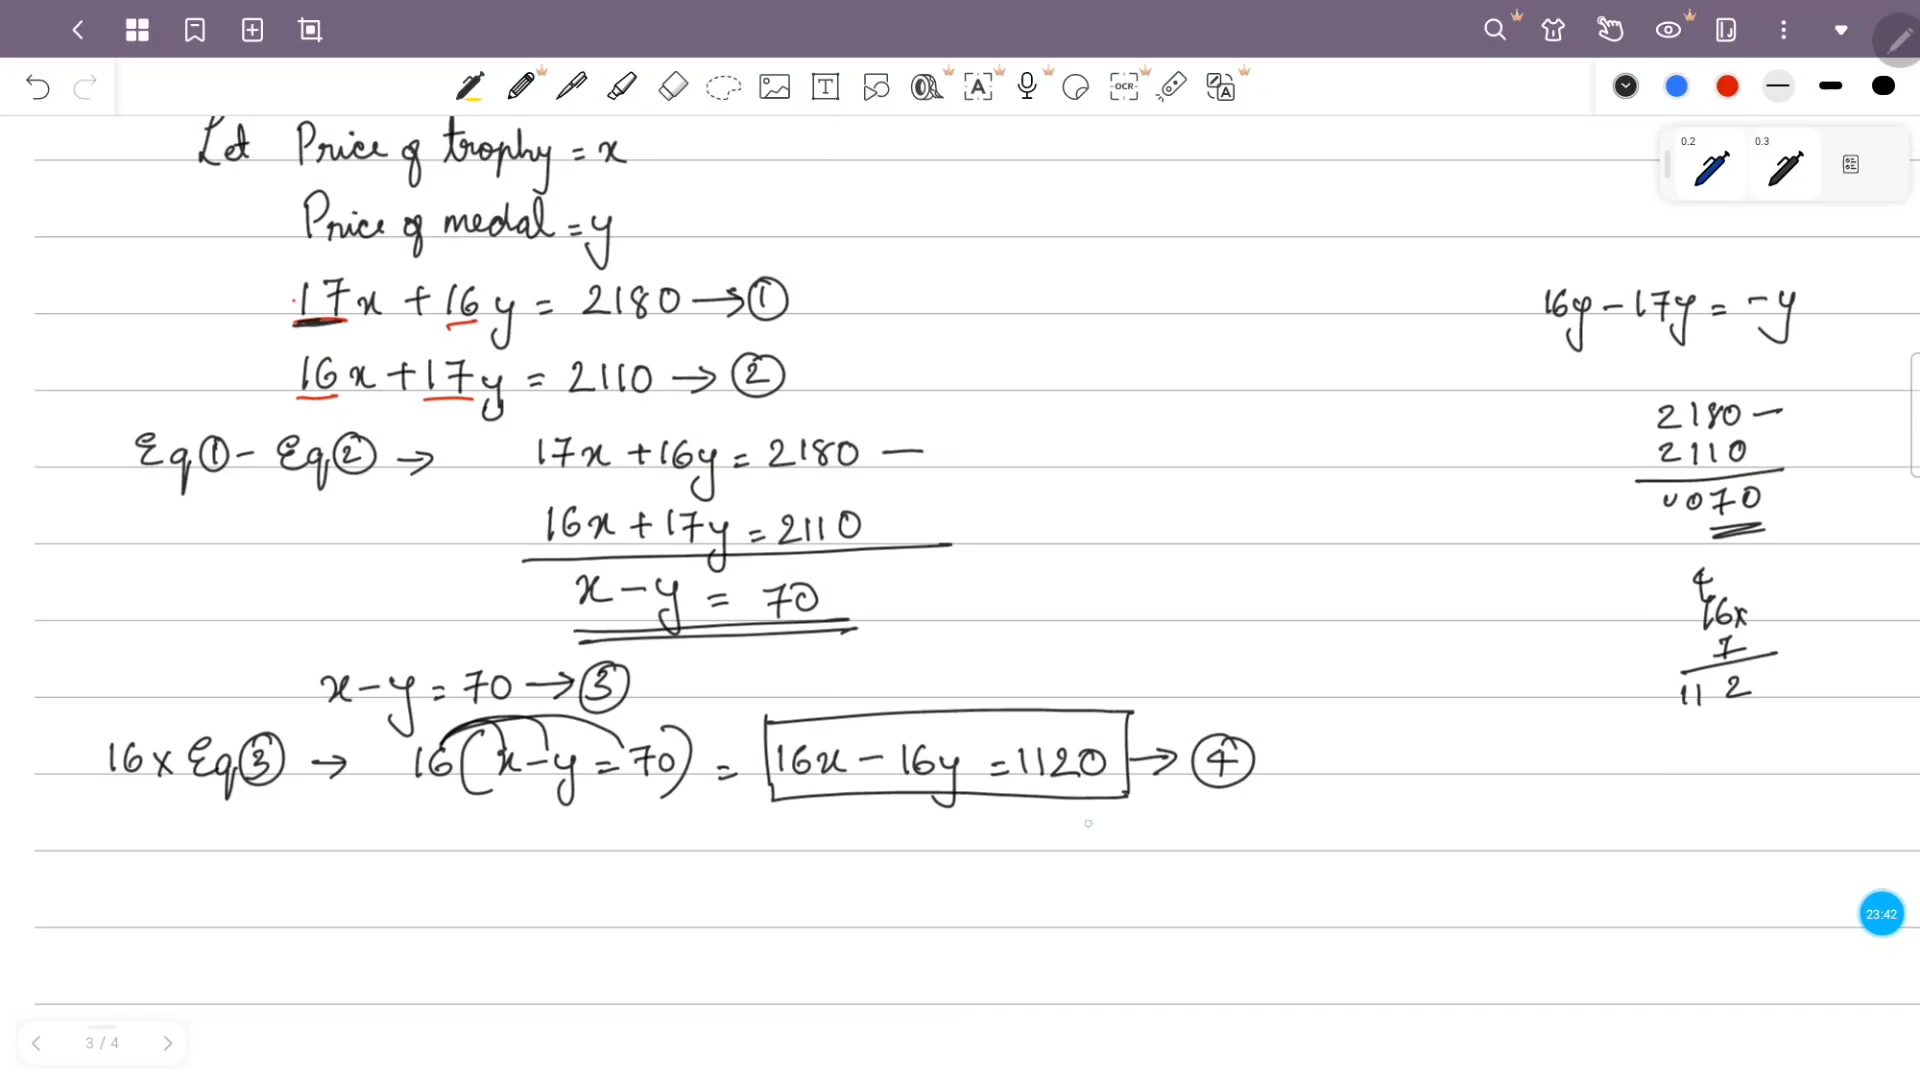 0.2 0.3
Let Price of trophy = x
Price of medal = y
17x + 16y = 2180 → ①
16x + 17y = 2110 → ②
Eq① - Eq② → 17x + 16y = 2180 —
16x + 17y = 2110
x - y = 70
x - y = 70 → ③
16 x Eq③ → 16(x - y = 70) = 16x - 16y = 1120 → ④
16y - 17y = -y
2180 —
2110
0070
4
16x
7
112
OCR
A
T
23:42
3 / 4